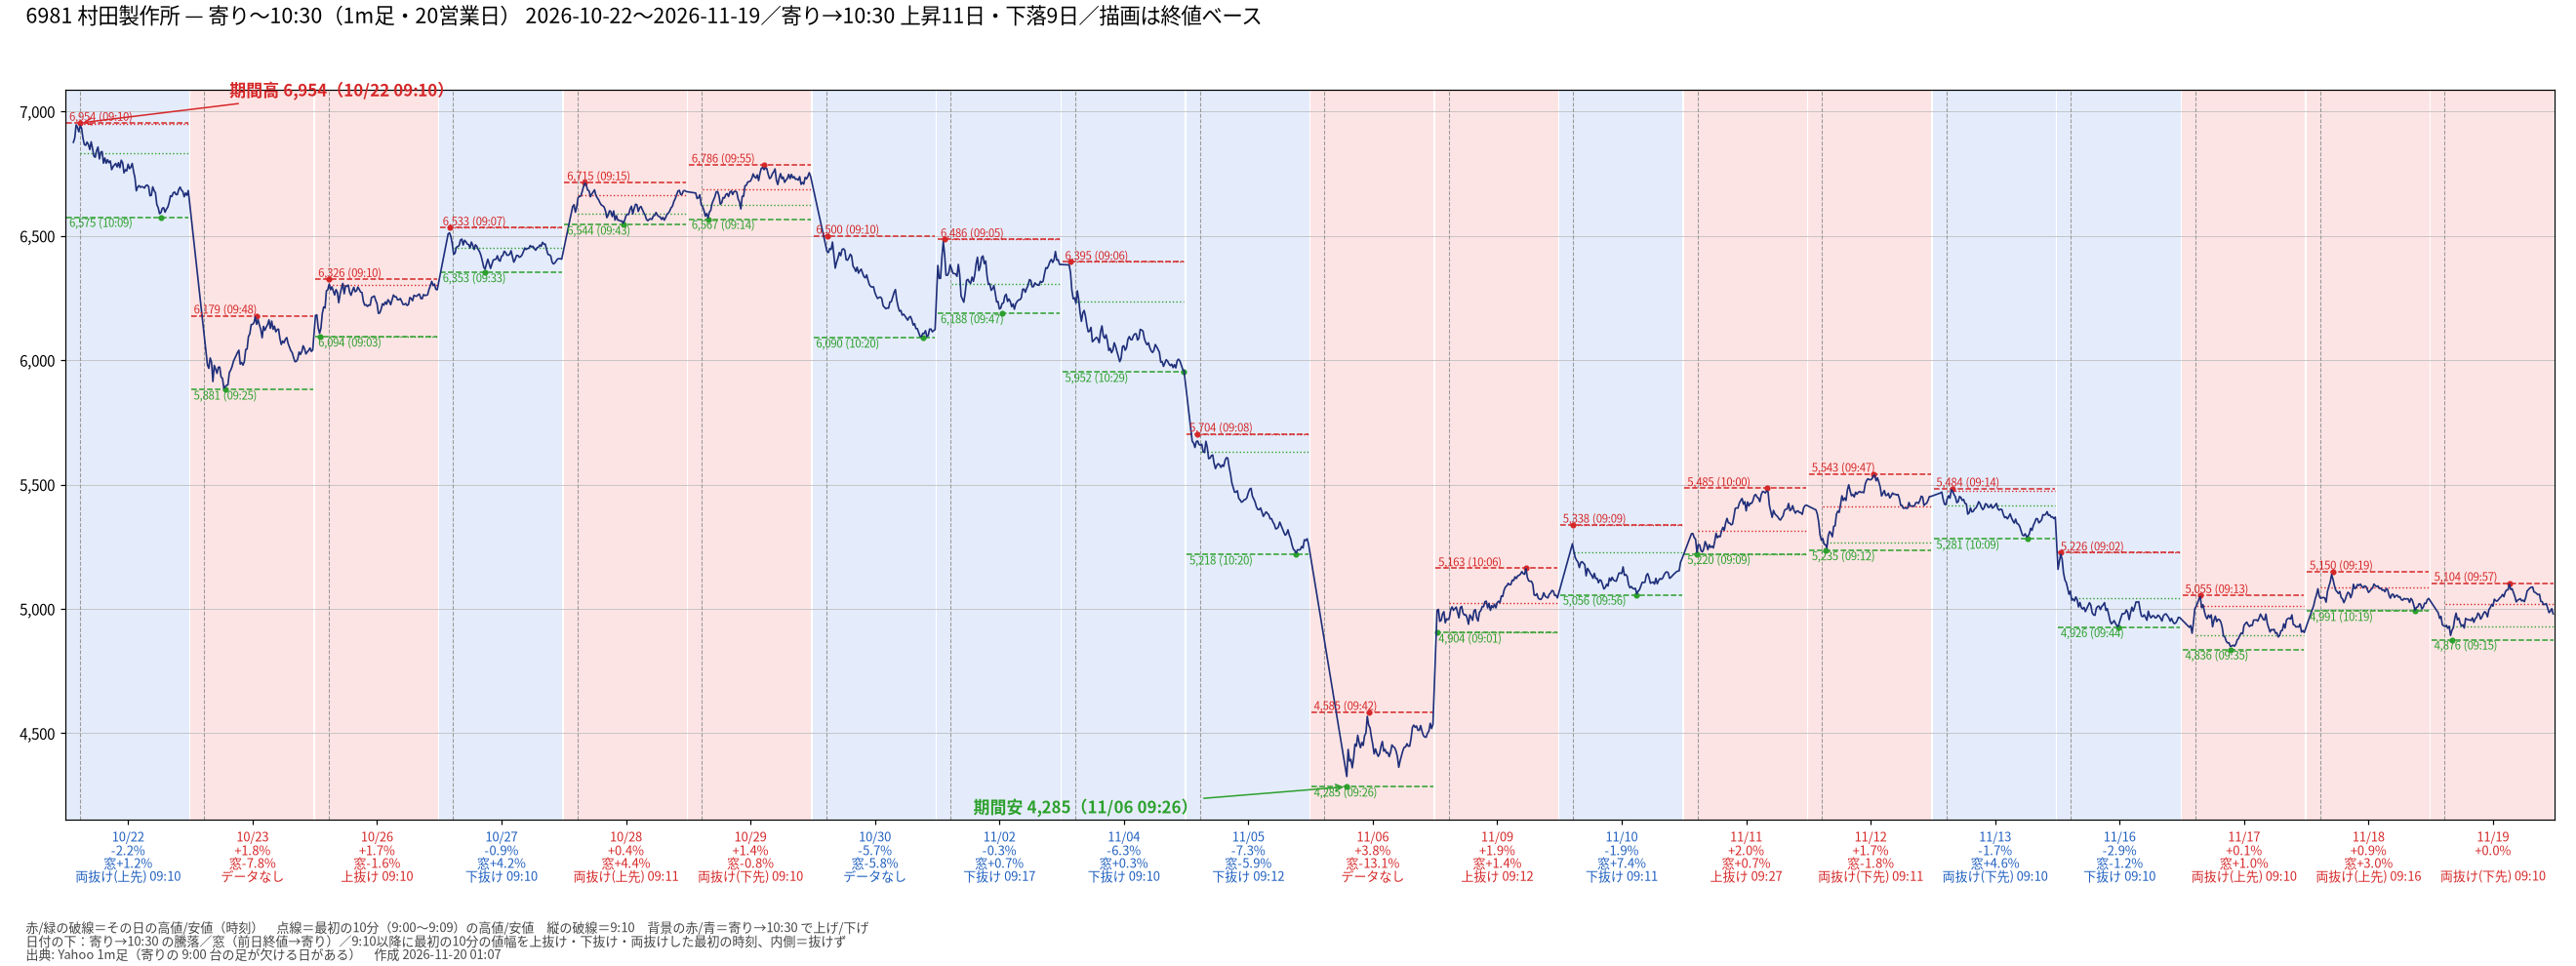 6981 村田製作所 — 寄り〜10:30（1m足・20営業日） 2026-10-22〜2026-11-19／寄り→10:30 上昇11日・下落9日／描画は終値ベース
期間高 6,954（10/22 09:10）
7,000
6,500
6,000
5,500
5,000
4,500
6,954 (09:10)
6,575 (10:09)
6,179 (09:48)
5,881 (09:25)
6,326 (09:10)
6,094 (09:03)
6,533 (09:07)
6,353 (09:33)
6,715 (09:15)
6,544 (09:43)
6,786 (09:55)
6,567 (09:14)
6,500 (09:10)
6,090 (10:20)
6,486 (09:05)
6,188 (09:47)
6,395 (09:06)
5,952 (10:29)
5,704 (09:08)
5,218 (10:20)
4,585 (09:42)
4,285 (09:26)
5,163 (10:06)
4,904 (09:01)
5,338 (09:09)
5,056 (09:56)
5,485 (10:00)
5,220 (09:09)
5,543 (09:47)
5,235 (09:12)
5,484 (09:14)
5,281 (10:09)
5,226 (09:02)
4,926 (09:44)
5,055 (09:13)
4,836 (09:35)
5,150 (09:19)
4,991 (10:19)
5,104 (09:57)
4,876 (09:15)
期間安 4,285（11/06 09:26）
10/22
-2.2%
窓+1.2%
両抜け(上先) 09:10
10/23
+1.8%
窓-7.8%
データなし
10/26
+1.7%
窓-1.6%
上抜け 09:10
10/27
-0.9%
窓+4.2%
下抜け 09:10
10/28
+0.4%
窓+4.4%
両抜け(上先) 09:11
10/29
+1.4%
窓-0.8%
両抜け(下先) 09:10
10/30
-5.7%
窓-5.8%
データなし
11/02
-0.3%
窓+0.7%
下抜け 09:17
11/04
-6.3%
窓+0.3%
下抜け 09:10
11/05
-7.3%
窓-5.9%
下抜け 09:12
11/06
+3.8%
窓-13.1%
データなし
11/09
+1.9%
窓+1.4%
上抜け 09:12
11/10
-1.9%
窓+7.4%
下抜け 09:11
11/11
+2.0%
窓+0.7%
上抜け 09:27
11/12
+1.7%
窓-1.8%
両抜け(下先) 09:11
11/13
-1.7%
窓+4.6%
両抜け(下先) 09:10
11/16
-2.9%
窓-1.2%
下抜け 09:10
11/17
+0.1%
窓+1.0%
両抜け(上先) 09:10
11/18
+0.9%
窓+3.0%
両抜け(上先) 09:16
11/19
+0.0%
両抜け(下先) 09:10
赤/緑の破線＝その日の高値/安値（時刻） 点線＝最初の10分（9:00〜9:09）の高値/安値 縦の破線＝9:10 背景の赤/青＝寄り→10:30 で上げ/下げ
日付の下：寄り→10:30 の騰落／窓（前日終値→寄り）／9:10以降に最初の10分の値幅を上抜け・下抜け・両抜けした最初の時刻、内側＝抜けず
出典: Yahoo 1m足（寄りの 9:00 台の足が欠ける日がある） 作成 2026-11-20 01:07